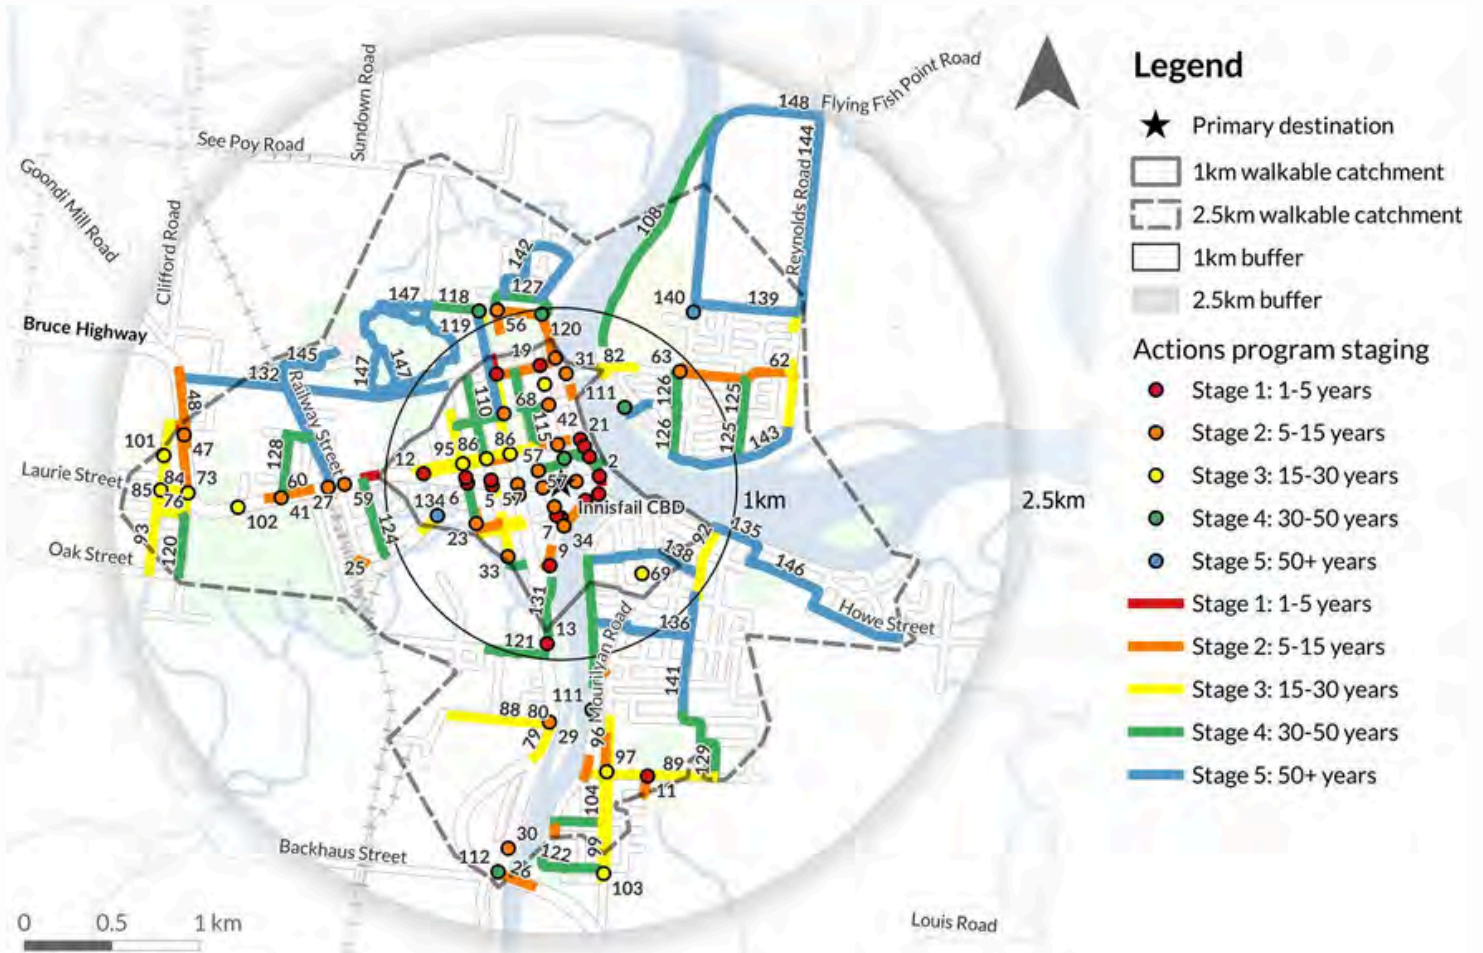 Legend
Primary destination
1km walkable catchment
2.5km walkable catchment
1km buffer
2.5km buffer
Actions program staging
Stage 1: 1-5 years
Stage 2: 5-15 years
Stage 3: 15-30 years
Stage 4: 30-50 years
Stage 5: 50+ years
Stage 1: 1-5 years
Stage 2: 5-15 years
Stage 3: 15-30 years
Stage 4: 30-50 years
Stage 5: 50+ years
Flying Fish Point Road
148
144
Sundown Road
See Poy Road
Goondi Mill Road
Clifford Road
Reynolds Road
108
142
127
147
118
140
139
Bruce Highway
119
56
120
145
19
31
82
63
62
132
147
147
Railway Street
48
110
68
111
126
125
115
42
21
101
47
128
95
86
86
126
125
143
Laurie Street
84
73
12
57
2
85
76
60
59
134
6
5
57
57
1km
2.5km
102
41
27
Innisfail CBD
93
120
124
23
7
34
92
135
Oak Street
9
138
146
25
33
69
131
Howe Street
13
121
136
Mourilyan Road
141
111
88
80
79
29
96
97
89
129
11
104
30
Backhaus Street
112
26
122
99
103
0
0.5
1 km
Louis Road